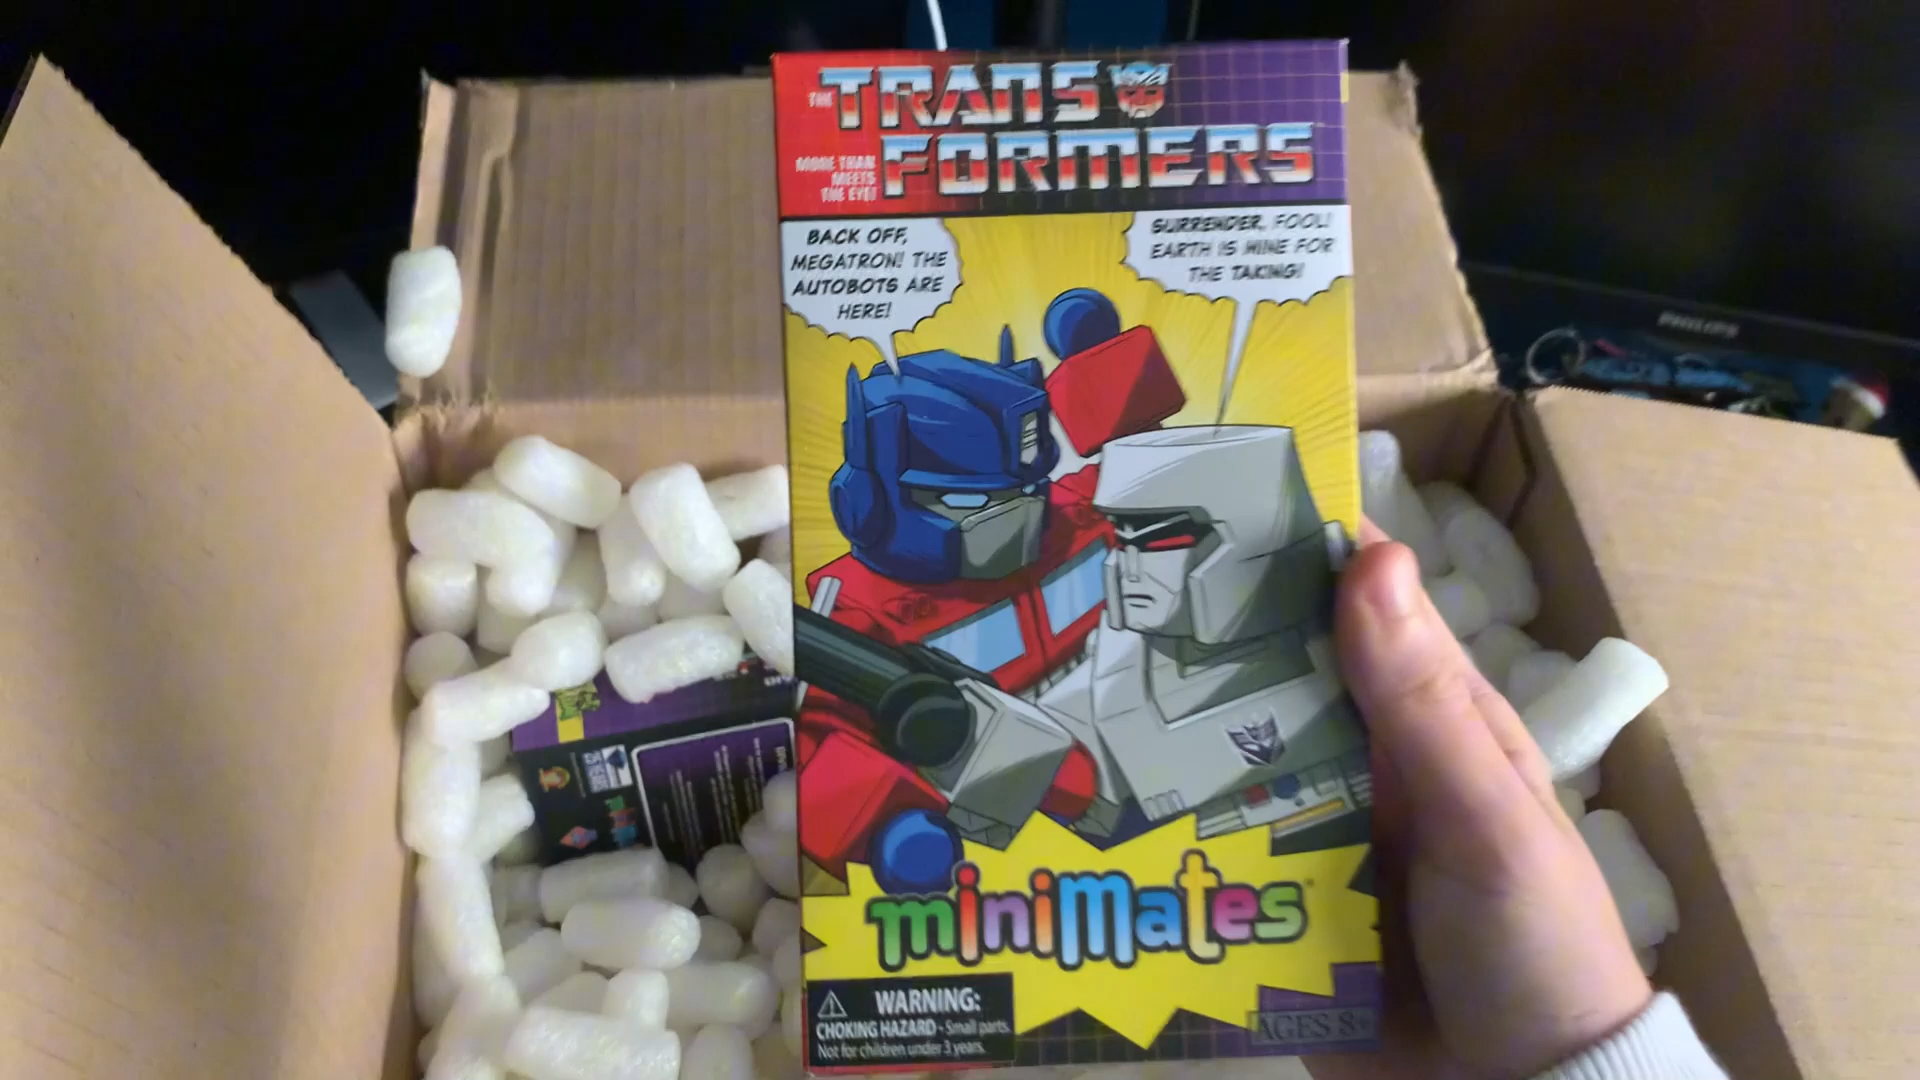 THE TRANS
FORMERS
MORE THAN
MEETS
THE EYE!
BACK OFF,
MEGATRON! THE
AUTOBOTS ARE
HERE!
SURRENDER, FOOL!
EARTH IS MINE FOR
THE TAKING!
minimates
WARNING:
CHOKING HAZARD - Small parts.
Not for children under 3 years.
AGES 8+
PHILIPS